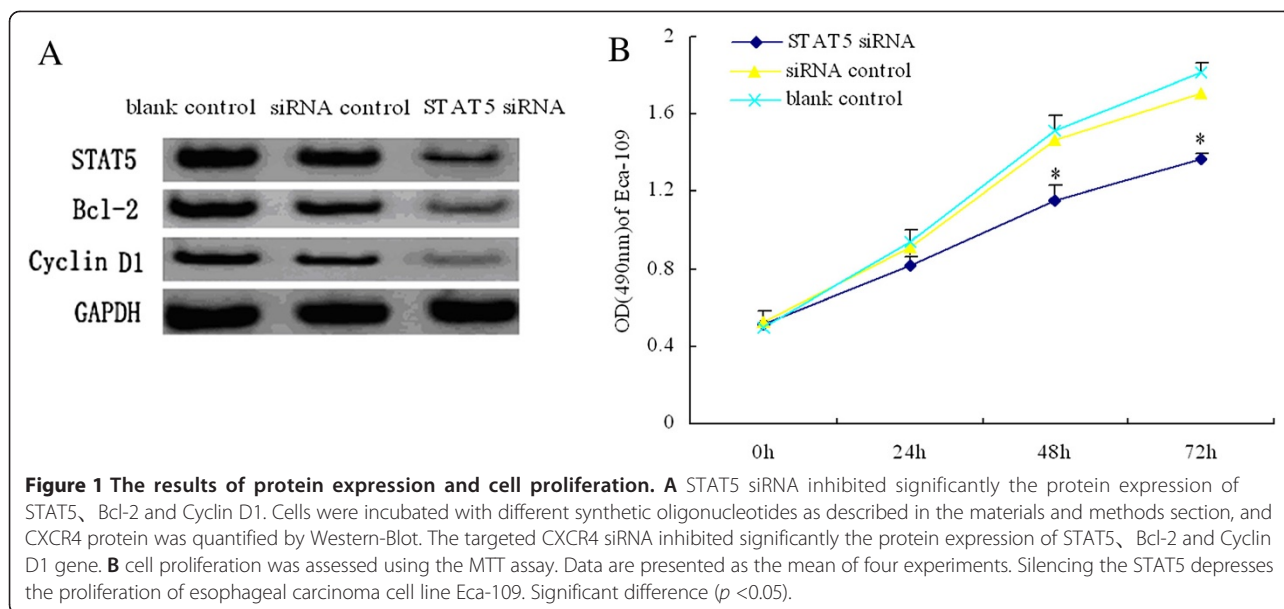 A
blank control siRNA control STAT5 siRNA
STAT5
Bcl-2
Cyclin D1
GAPDH
B
STAT5 siRNA
siRNA control
blank control
OD(490nm)of Eca-109
2
1.6
1.2
0.8
0.4
0
*
*
0h 24h 48h 72h
Figure 1 The results of protein expression and cell proliferation. A STAT5 siRNA inhibited significantly the protein expression of
STAT5、Bcl-2 and Cyclin D1. Cells were incubated with different synthetic oligonucleotides as described in the materials and methods section, and
CXCR4 protein was quantified by Western-Blot. The targeted CXCR4 siRNA inhibited significantly the protein expression of STAT5、Bcl-2 and Cyclin
D1 gene. B cell proliferation was assessed using the MTT assay. Data are presented as the mean of four experiments. Silencing the STAT5 depresses
the proliferation of esophageal carcinoma cell line Eca-109. Significant difference (p <0.05).